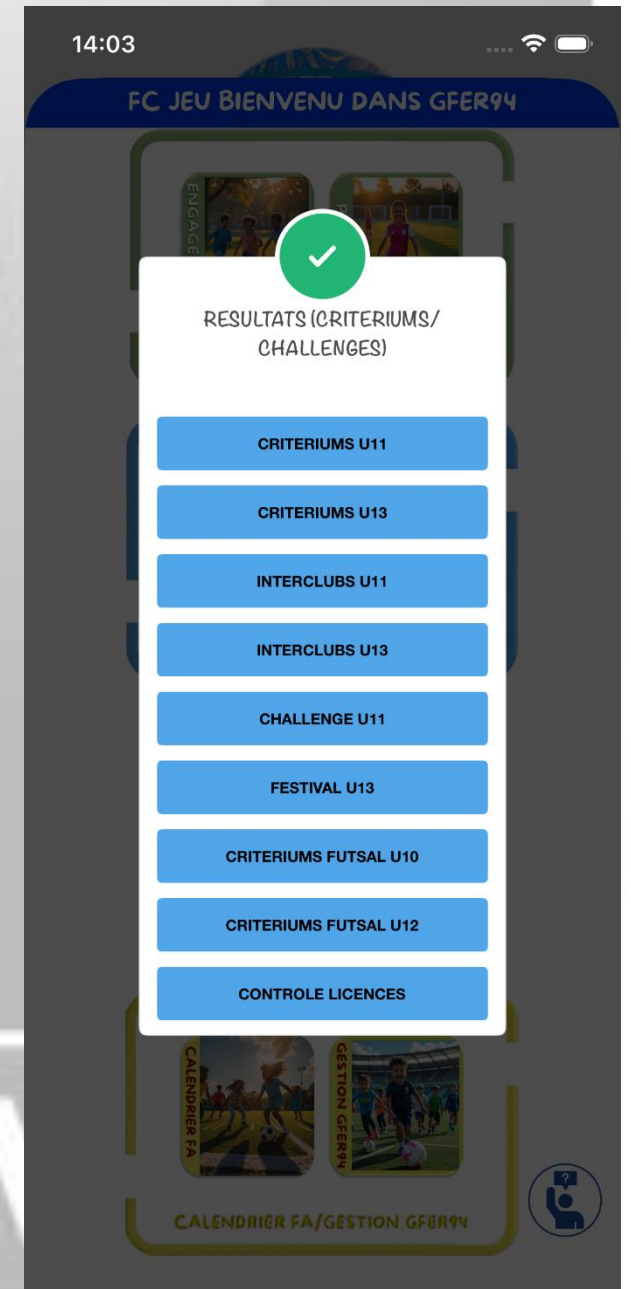 14:03
FC JEU BIENVENU DANS GFER94
ENGAGE
RESULTATS (CRITERIUMS/
CHALLENGES)
CRITERIUMS U11
CRITERIUMS U13
INTERCLUBS U11
INTERCLUBS U13
CHALLENGE U11
FESTIVAL U13
CRITERIUMS FUTSAL U10
CRITERIUMS FUTSAL U12
CONTROLE LICENCES
CALENDRIER FA
GESTION GFER94
?
CALENDRIER FA/GESTION GFER94